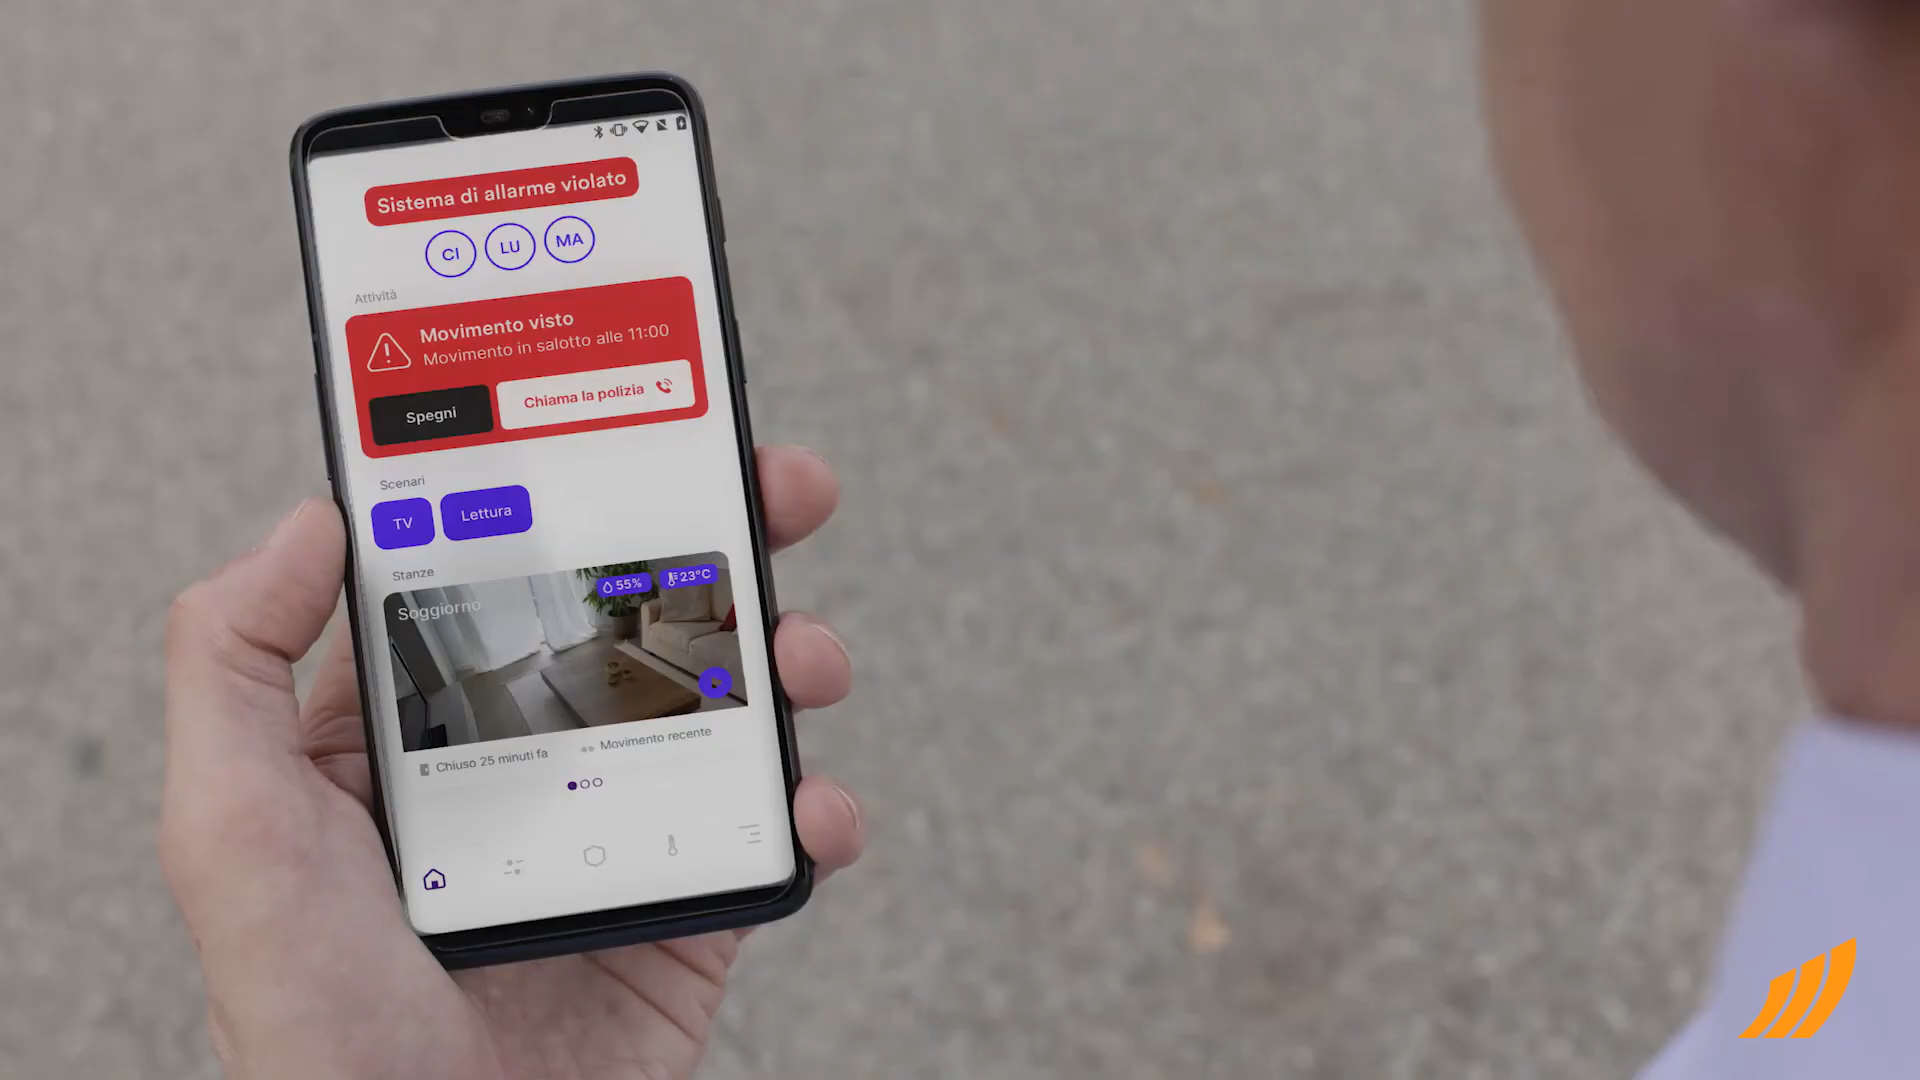 Sistema di allarme violato
CI LU MA
Attività
Movimento visto
Movimento in salotto alle 11:00
Spegni Chiama la polizia
Scenari
TV Lettura
Stanze
Soggiorno 55% 23°C
Chiuso 25 minuti fa Movimento recente